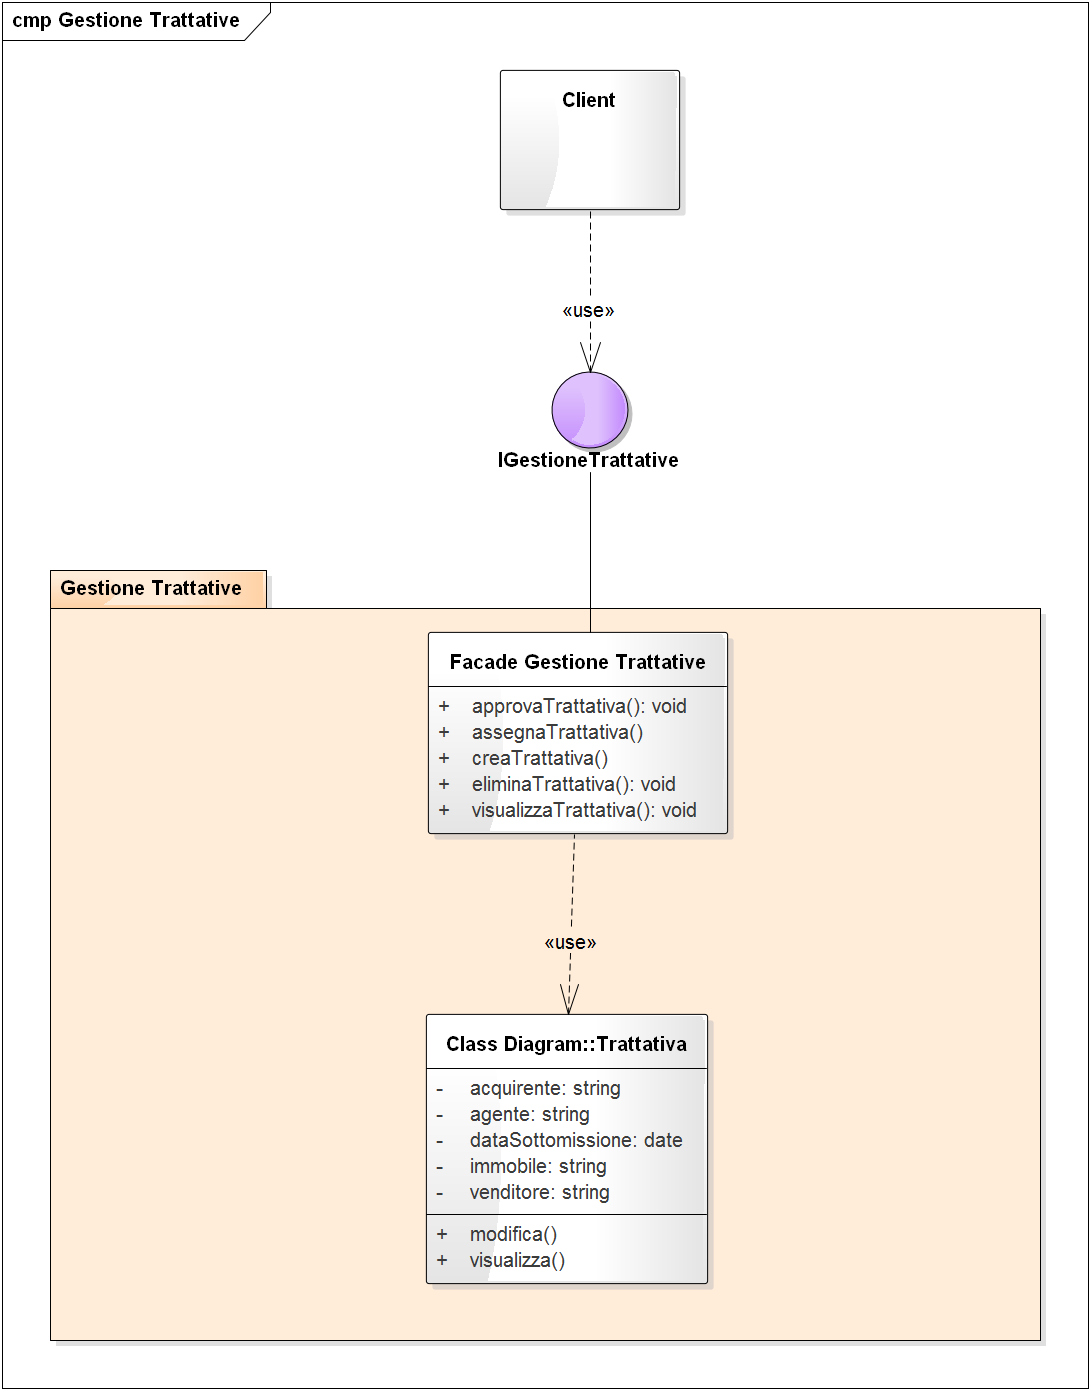 cmp Gestione Trattative
Client
«use»
IGestioneTrattative
Gestione Trattative
Facade Gestione Trattative
+ approvaTrattativa(): void
+ assegnaTrattativa()
+ creaTrattativa()
+ eliminaTrattativa(): void
+ visualizzaTrattativa(): void
«use»
Class Diagram::Trattativa
- acquirente: string
- agente: string
- dataSottomissione: date
- immobile: string
- venditore: string
+ modifica()
+ visualizza()